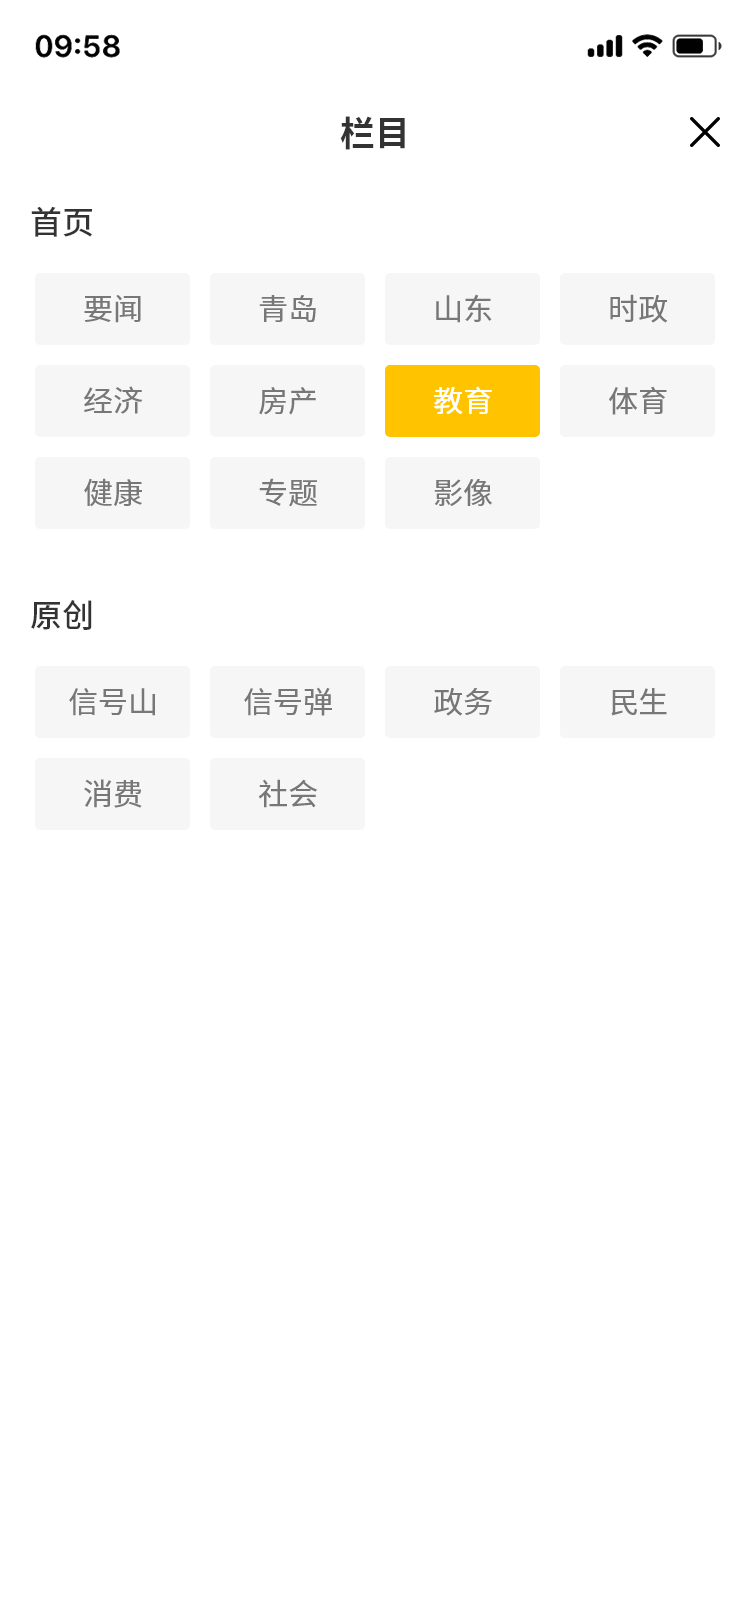 09:58
栏目
首页
要闻 青岛 山东 时政
经济 房产 教育 体育
健康 专题 影像
原创
信号山 信号弹 政务 民生
消费 社会